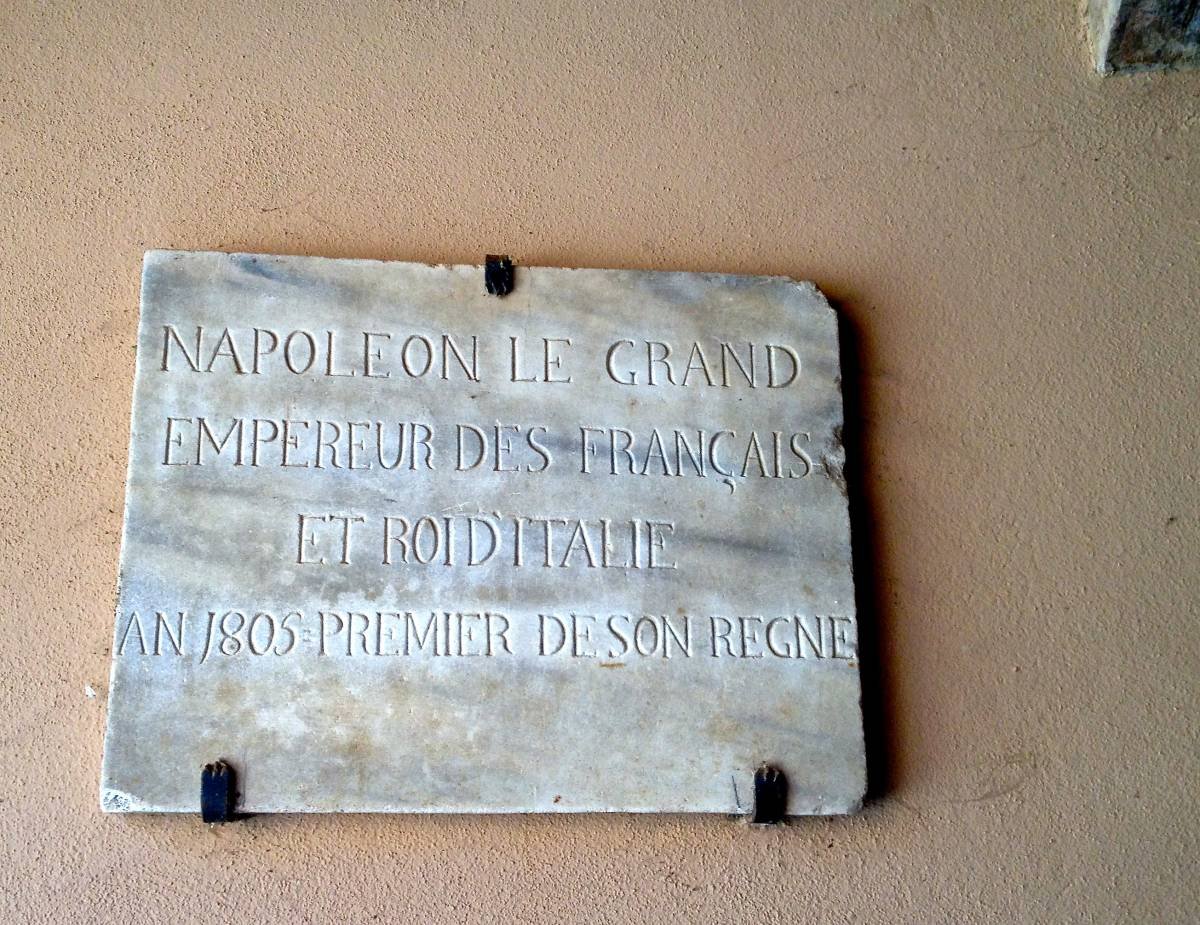 NAPOLEON LE GRAND
EMPEREUR DES FRANÇAIS
ET ROI D'ITALIE
AN 1805 = PREMIER DE SON REGNE